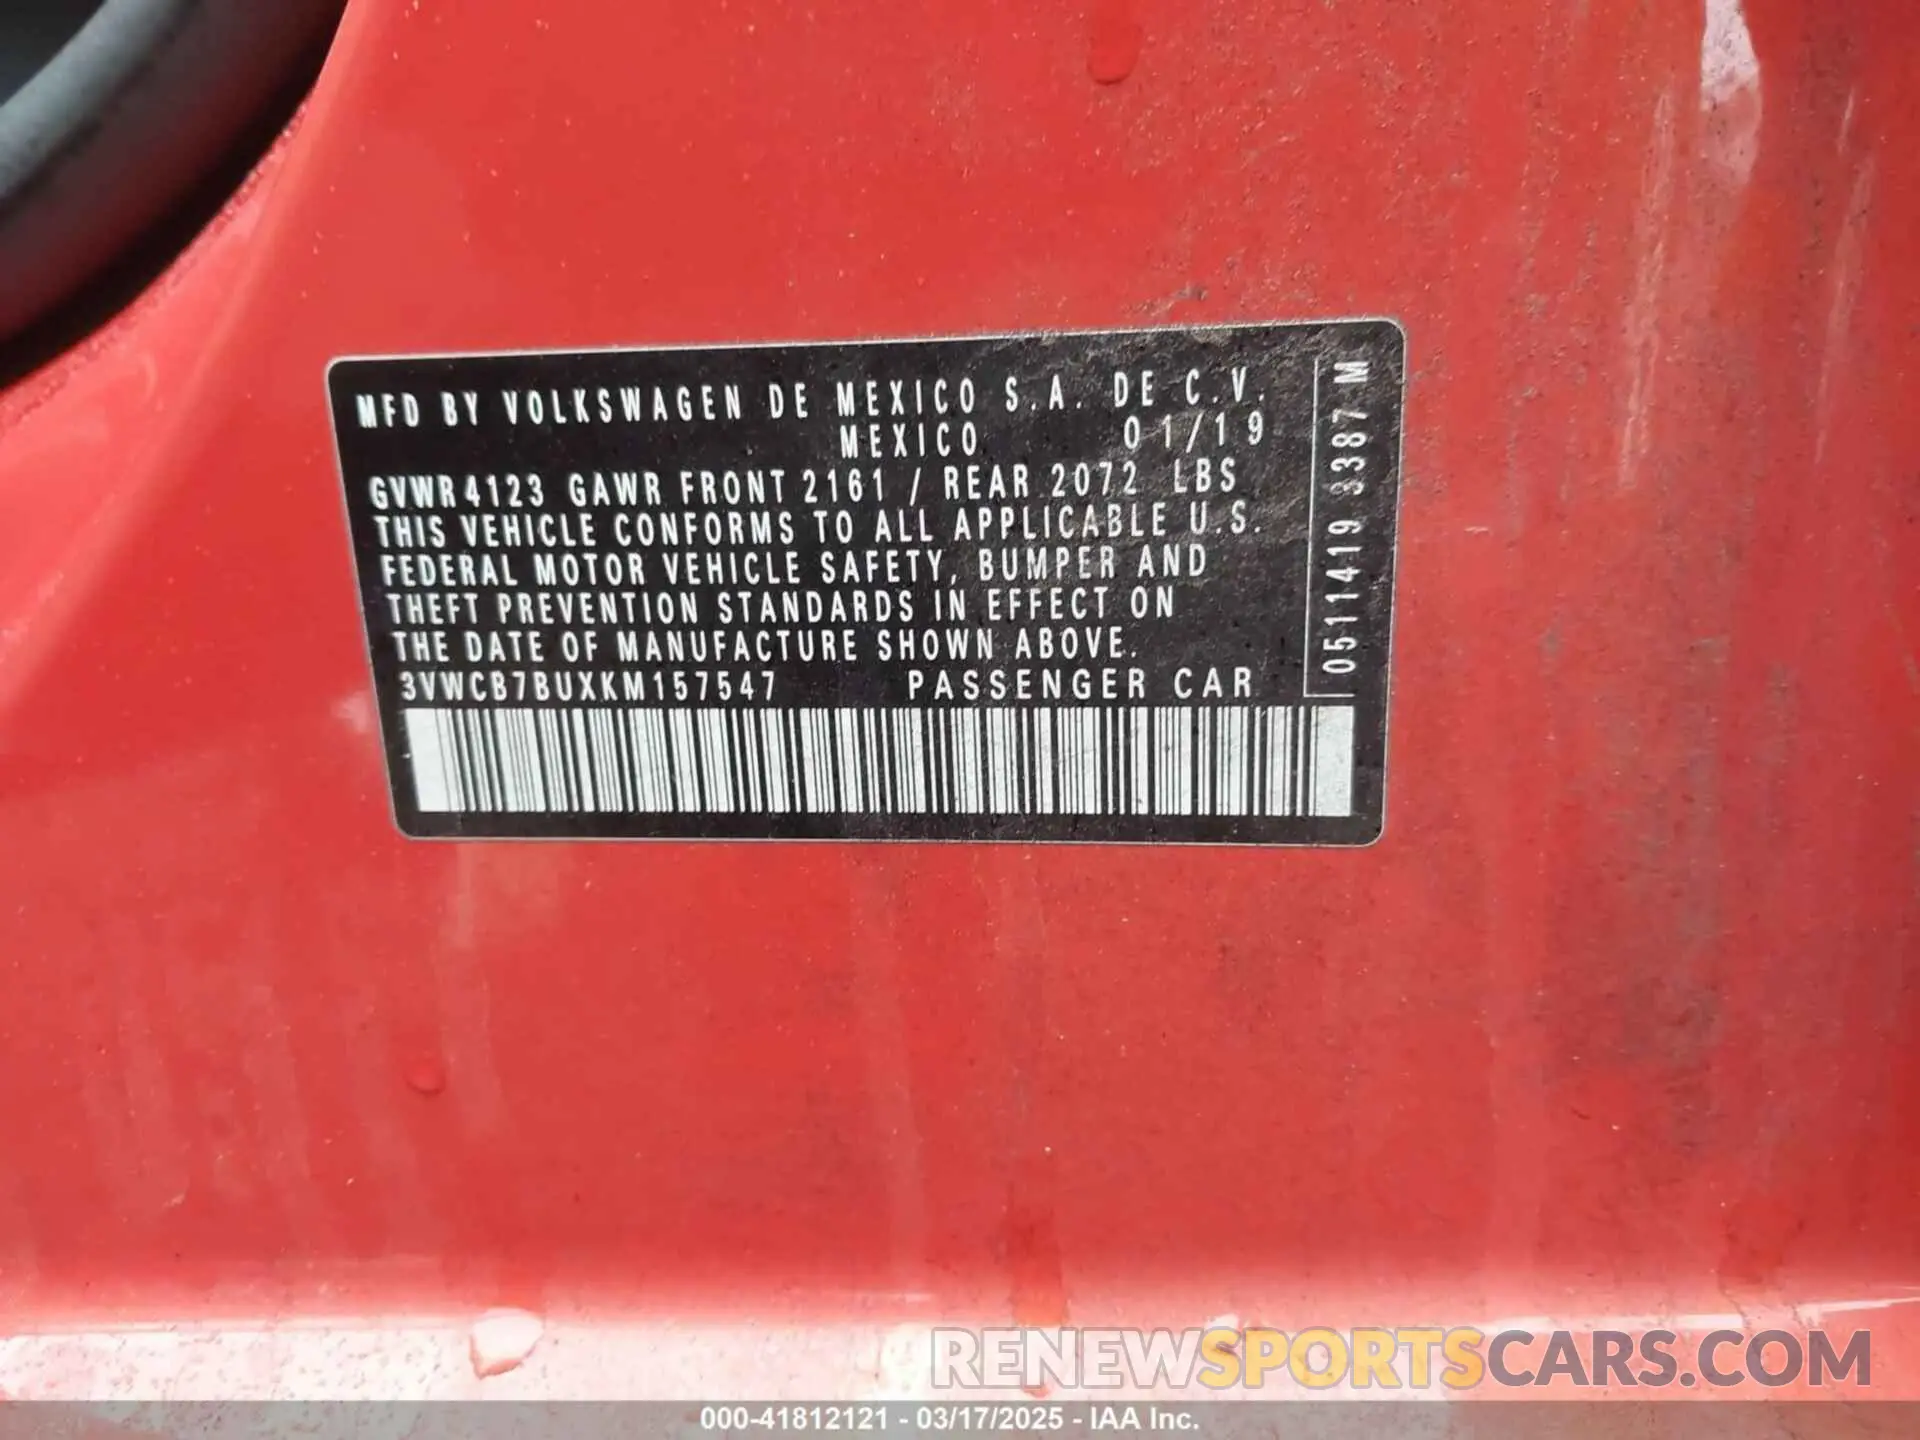 MFD BY VOLKSWAGEN DE MEXICO S.A. DE C.V.
MEXICO 01/19
GVWR 4123 GAWR FRONT 2161 / REAR 2072 LBS
THIS VEHICLE CONFORMS TO ALL APPLICABLE U.S.
FEDERAL MOTOR VEHICLE SAFETY, BUMPER AND
THEFT PREVENTION STANDARDS IN EFFECT ON
THE DATE OF MANUFACTURE SHOWN ABOVE.
3VWCB7BUXKM157547 PASSENGER CAR
0511419 3387 M
RENEWSPORTSCARS.COM
000-41812121 - 03/17/2025 - IAA Inc.